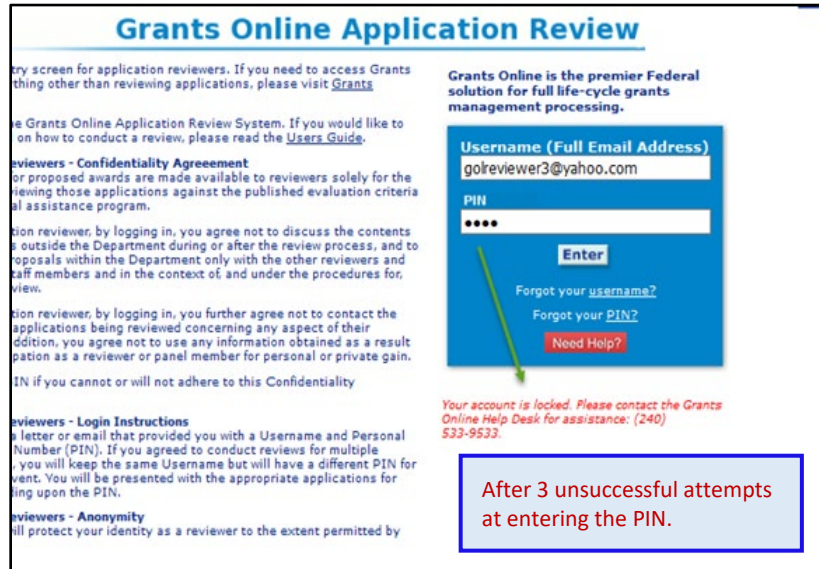 Grants Online Application Review
try screen for application reviewers. If you need to access Grants
thing other than reviewing applications, please visit Grants
e Grants Online Application Review System. If you would like to
on how to conduct a review, please read the Users Guide.
eviewers - Confidentiality Agreeement
or proposed awards are made available to reviewers solely for the
viewing those applications against the published evaluation criteria
al assistance program.
tion reviewer, by logging in, you agree not to discuss the contents
s outside the Department during or after the review process, and to
roposals within the Department only with the other reviewers and
taff members and in the context of, and under the procedures for,
view.
tion reviewer, by logging in, you further agree not to contact the
applications being reviewed concerning any aspect of their
ddition, you agree not to use any information obtained as a result
ipation as a reviewer or panel member for personal or private gain.
IN if you cannot or will not adhere to this Confidentiality
eviewers - Login Instructions
a letter or email that provided you with a Username and Personal
Number (PIN). If you agreed to conduct reviews for multiple
, you will keep the same Username but will have a different PIN for
vent. You will be presented with the appropriate applications for
ding upon the PIN.
eviewers - Anonymity
ill protect your identity as a reviewer to the extent permitted by
Grants Online is the premier Federal
solution for full life-cycle grants
management processing.
Username (Full Email Address)
golreviewer3@yahoo.com
PIN
••••
Enter
Forgot your username?
Forgot your PIN?
Need Help?
Your account is locked. Please contact the Grants
Online Help Desk for assistance: (240)
533-9533.
After 3 unsuccessful attempts
at entering the PIN.